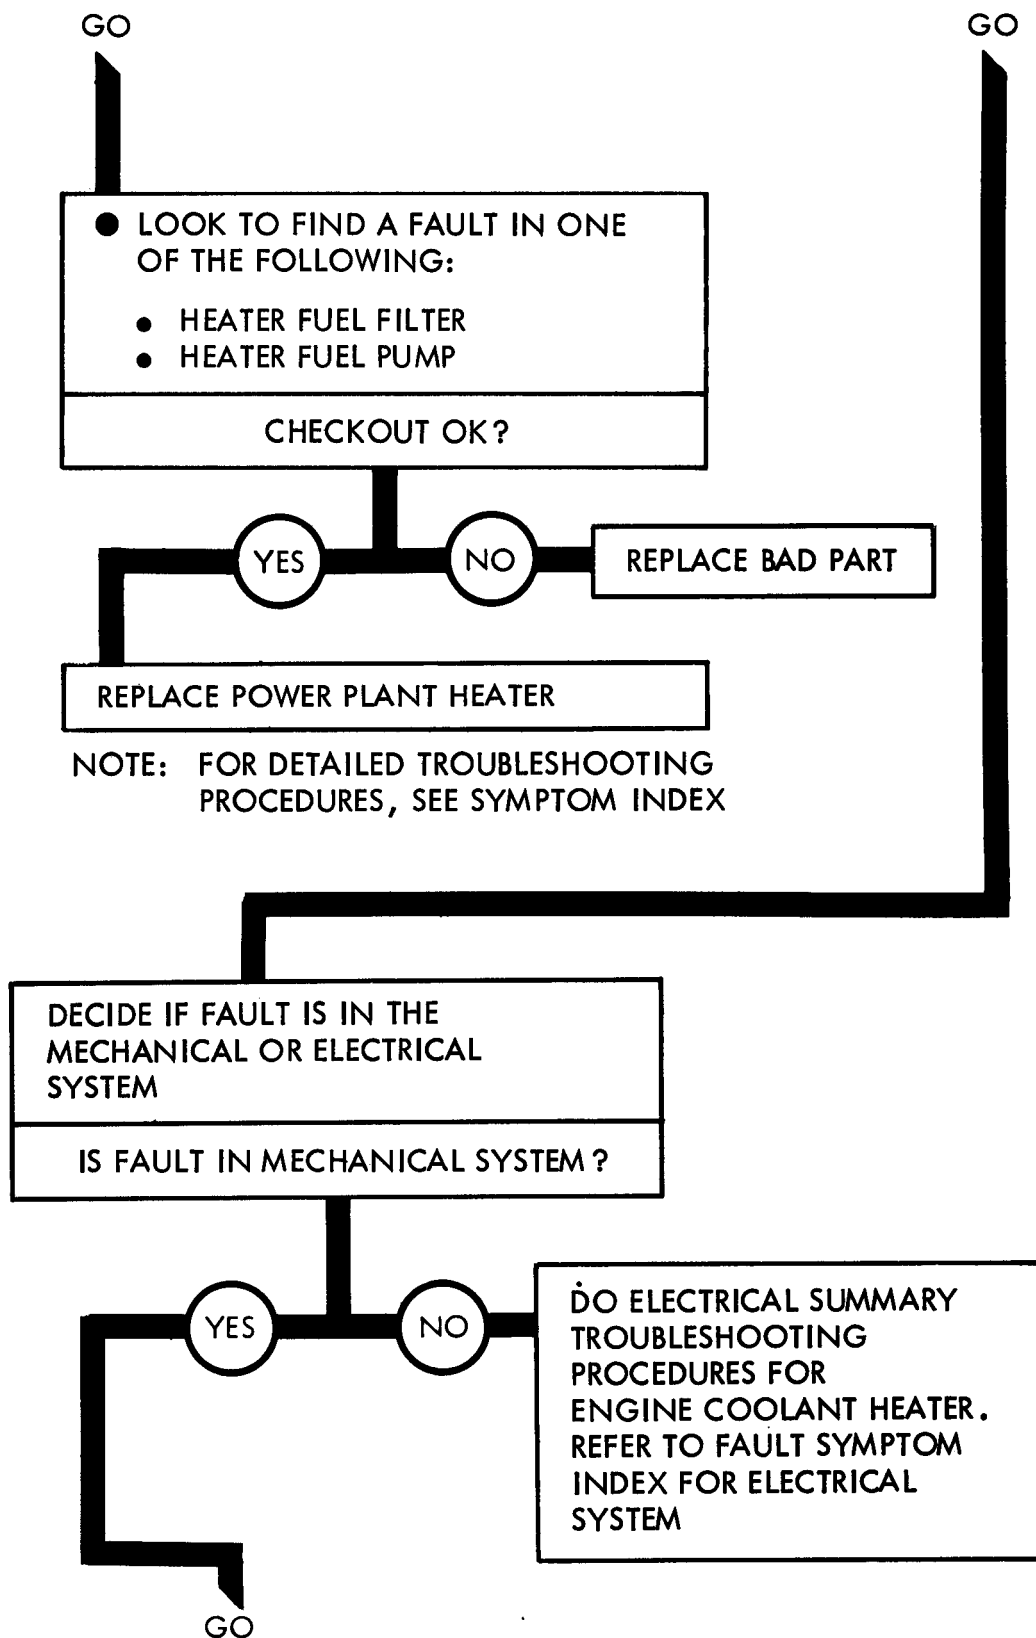 GO
GO
● LOOK TO FIND A FAULT IN ONE
OF THE FOLLOWING:
● HEATER FUEL FILTER
● HEATER FUEL PUMP
CHECKOUT OK?
YES
NO
REPLACE BAD PART
REPLACE POWER PLANT HEATER
NOTE: FOR DETAILED TROUBLESHOOTING
PROCEDURES, SEE SYMPTOM INDEX
DECIDE IF FAULT IS IN THE
MECHANICAL OR ELECTRICAL
SYSTEM
IS FAULT IN MECHANICAL SYSTEM?
YES
NO
DO ELECTRICAL SUMMARY
TROUBLESHOOTING
PROCEDURES FOR
ENGINE COOLANT HEATER.
REFER TO FAULT SYMPTOM
INDEX FOR ELECTRICAL
SYSTEM
GO